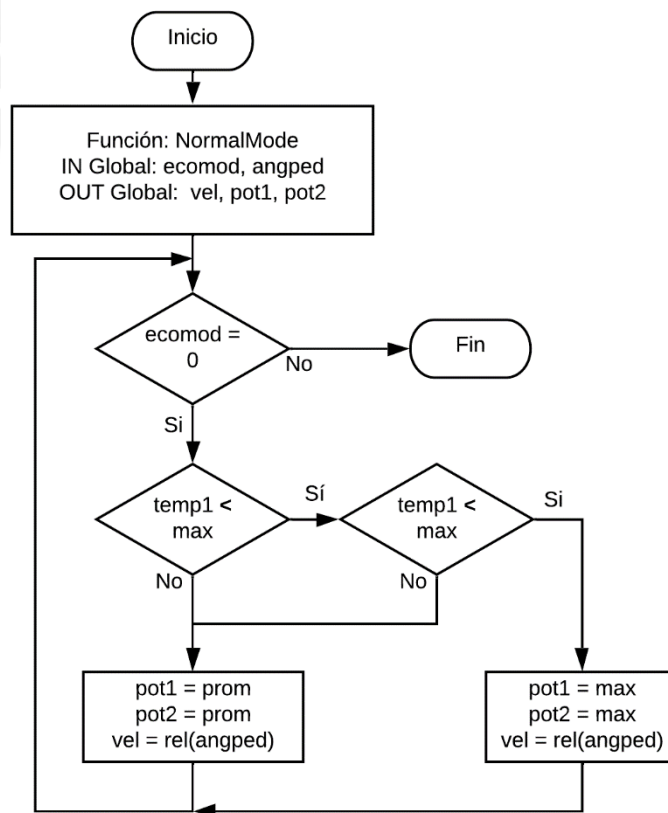 Inicio
Función: NormalMode
IN Global: ecomod, angped
OUT Global:  vel, pot1, pot2
ecomod =
0
No
Fin
Si
temp1 <
max
Sí
temp1 <
max
Si
No
No
pot1 = prom
pot2 = prom
vel = rel(angped)
pot1 = max
pot2 = max
vel = rel(angped)